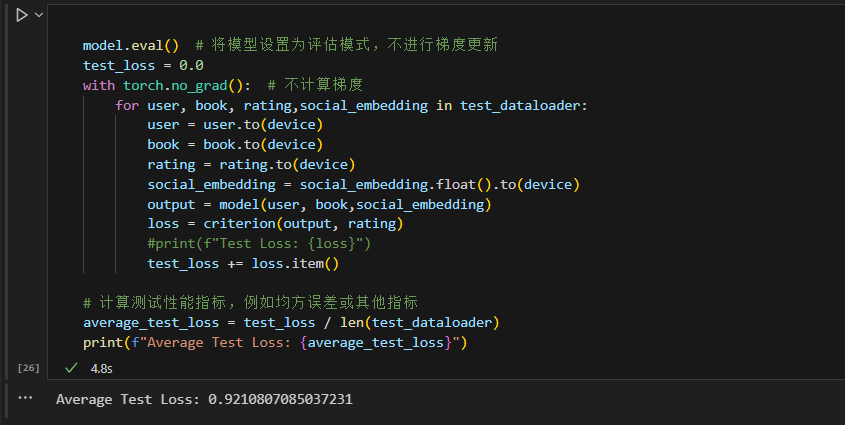 model.eval()  # 将模型设置为评估模式，不进行梯度更新
test_loss = 0.0
with torch.no_grad():  # 不计算梯度
    for user, book, rating,social_embedding in test_dataloader:
        user = user.to(device)
        book = book.to(device)
        rating = rating.to(device)
        social_embedding = social_embedding.float().to(device)
        output = model(user, book,social_embedding)
        loss = criterion(output, rating)
        #print(f"Test Loss: {loss}")
        test_loss += loss.item()
# 计算测试性能指标，例如均方误差或其他指标
average_test_loss = test_loss / len(test_dataloader)
print(f"Average Test Loss: {average_test_loss}")
[26] ✓ 4.8s
... Average Test Loss: 0.9210807085037231